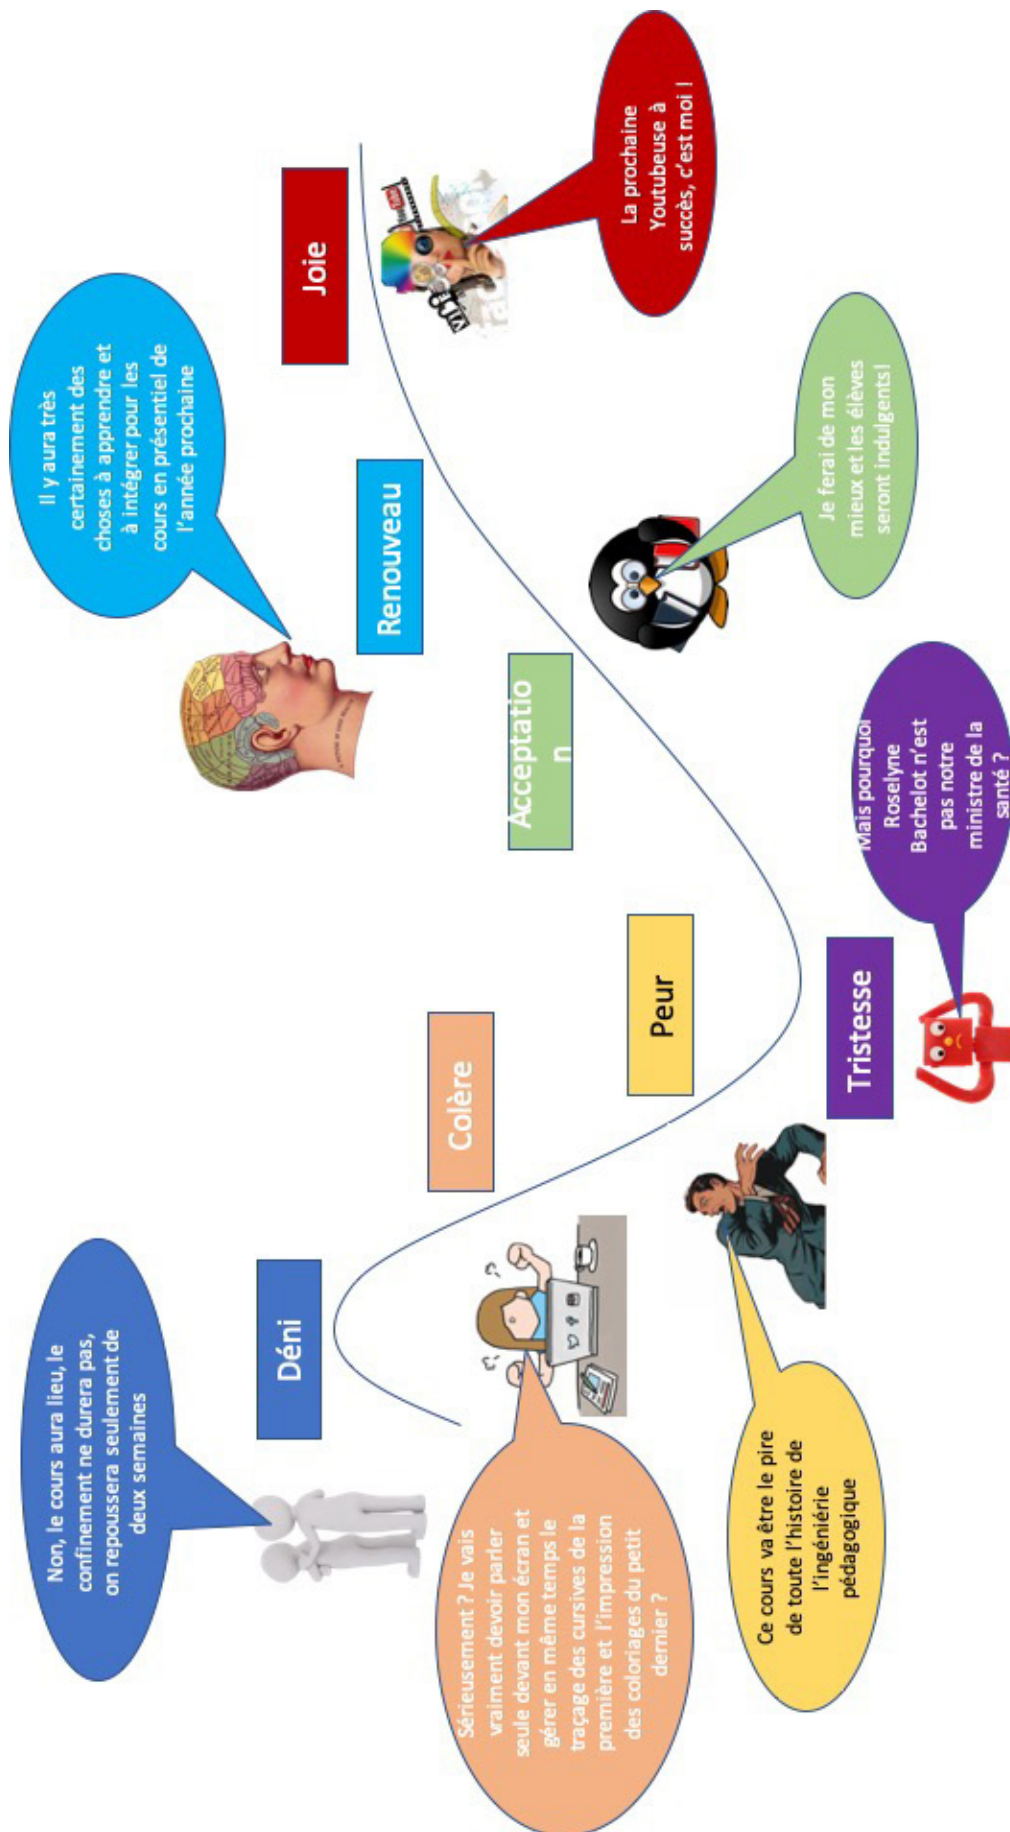 Non, le cours aura lieu, le
confinement ne durera pas,
on repoussera seulement de
deux semaines
Déni
Sérieusement ? Je vais
vraiment devoir parler
seule devant mon écran et
gérer en même temps le
traçage des cursives de la
première et l'impression
des coloriages du petit
dernier ?
Colère
Ce cours va être le pire
de toute l'histoire de
l'ingéniérie
pédagogique
Peur
Tristesse
Mais pourquoi
Roselyne
Bachelot n'est
pas notre
ministre de la
santé ?
Acceptatio
n
Je ferai de mon
mieux et les élèves
seront indulgents!
Renouveau
Il y aura très
certainement des
choses à apprendre et
à intégrer pour les
cours en présentiel de
l'année prochaine
Joie
La prochaine
Youtubeuse à
succès, c'est moi !